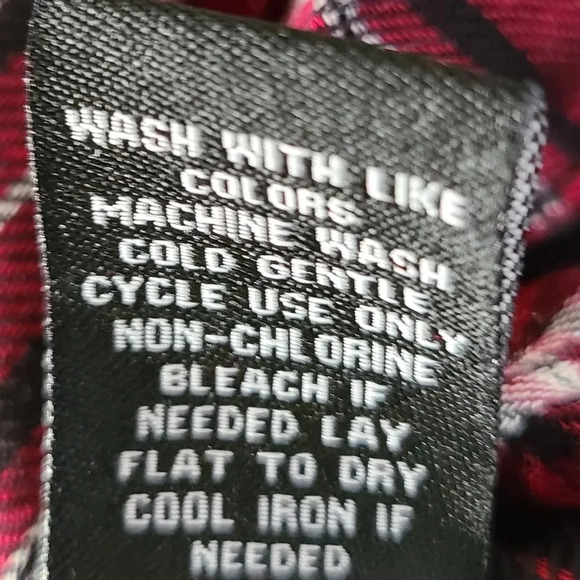 WASH WITH LIKE
COLORS
MACHINE WASH
COLD GENTLE
CYCLE USE ONLY
NON-CHLORINE
BLEACH IF
NEEDED LAY
FLAT TO DRY
COOL IRON IF
NEEDED